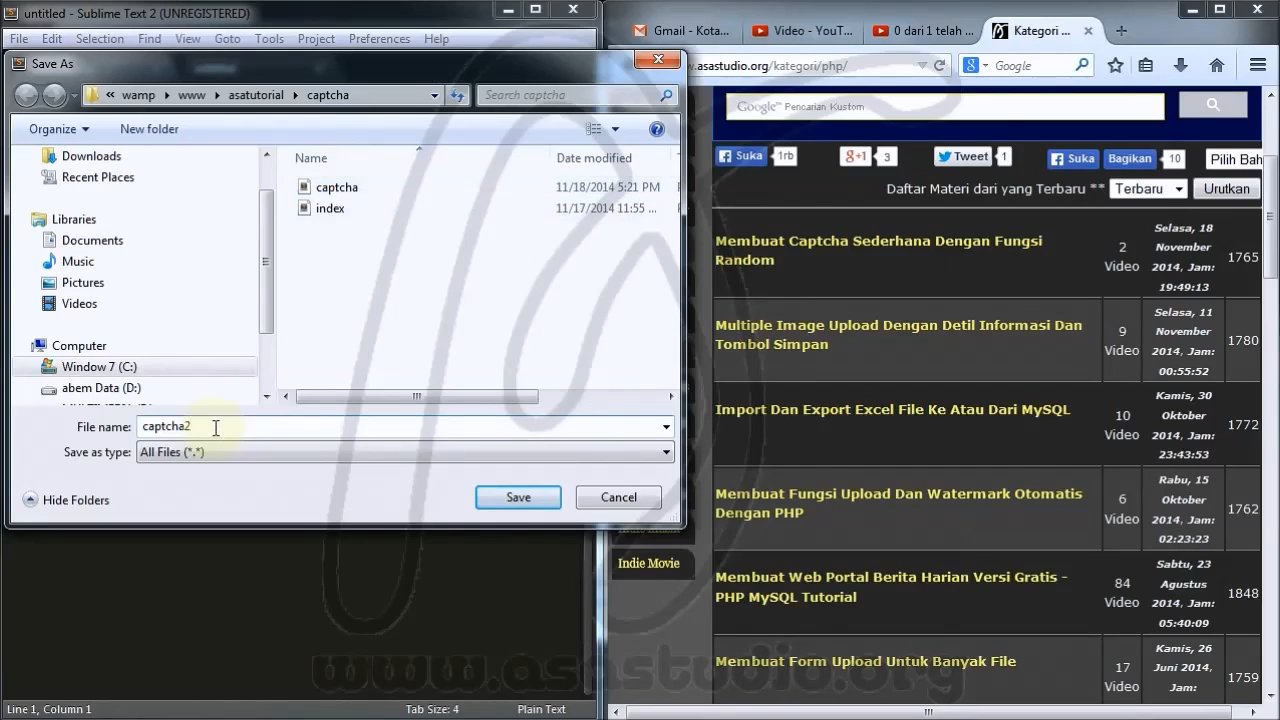 untitled - Sublime Text 2 (UNREGISTERED)
File Edit Selection Find View Goto Tools Project Preferences Help
Save As
wamp www asatutorial captcha
Search captcha
Organize New folder
Downloads
Recent Places
Libraries
Documents
Music
Pictures
Videos
Computer
Window 7 (C:)
abem Data (D:)
Name Date modified
captcha 11/18/2014 5:21 PM
index 11/17/2014 11:55 ...
File name: captcha2
Save as type: All Files (*.*)
Hide Folders
Save Cancel
Line 1, Column 1 Tab Size: 4 Plain Text
Gmail - Kota... Video - YouT... 0 dari 1 telah ... Kategori
w.asastudio.org/kategori/php/
Google
Google™ Pencarian Kustom
Suka 1rb
g+1 3
Tweet 1
Suka Bagikan 10
Pilih Bah
Daftar Materi dari yang Terbaru ** Terbaru Urutkan
Membuat Captcha Sederhana Dengan Fungsi
Random
2
Video
Selasa, 18
November
2014, Jam:
19:49:13
1765
Multiple Image Upload Dengan Detil Informasi Dan
Tombol Simpan
9
Video
Selasa, 11
November
2014, Jam:
00:55:52
1780
Import Dan Export Excel File Ke Atau Dari MySQL
10
Video
Kamis, 30
Oktober
2014, Jam:
23:43:53
1772
Membuat Fungsi Upload Dan Watermark Otomatis
Dengan PHP
6
Video
Rabu, 15
Oktober
2014, Jam:
02:23:23
1762
Indie Movie
Membuat Web Portal Berita Harian Versi Gratis -
PHP MySQL Tutorial
84
Video
Sabtu, 23
Agustus
2014, Jam:
05:40:09
1848
Membuat Form Upload Untuk Banyak File
17
Video
Kamis, 26
Juni 2014,
Jam:
1759
www.asastudio.org